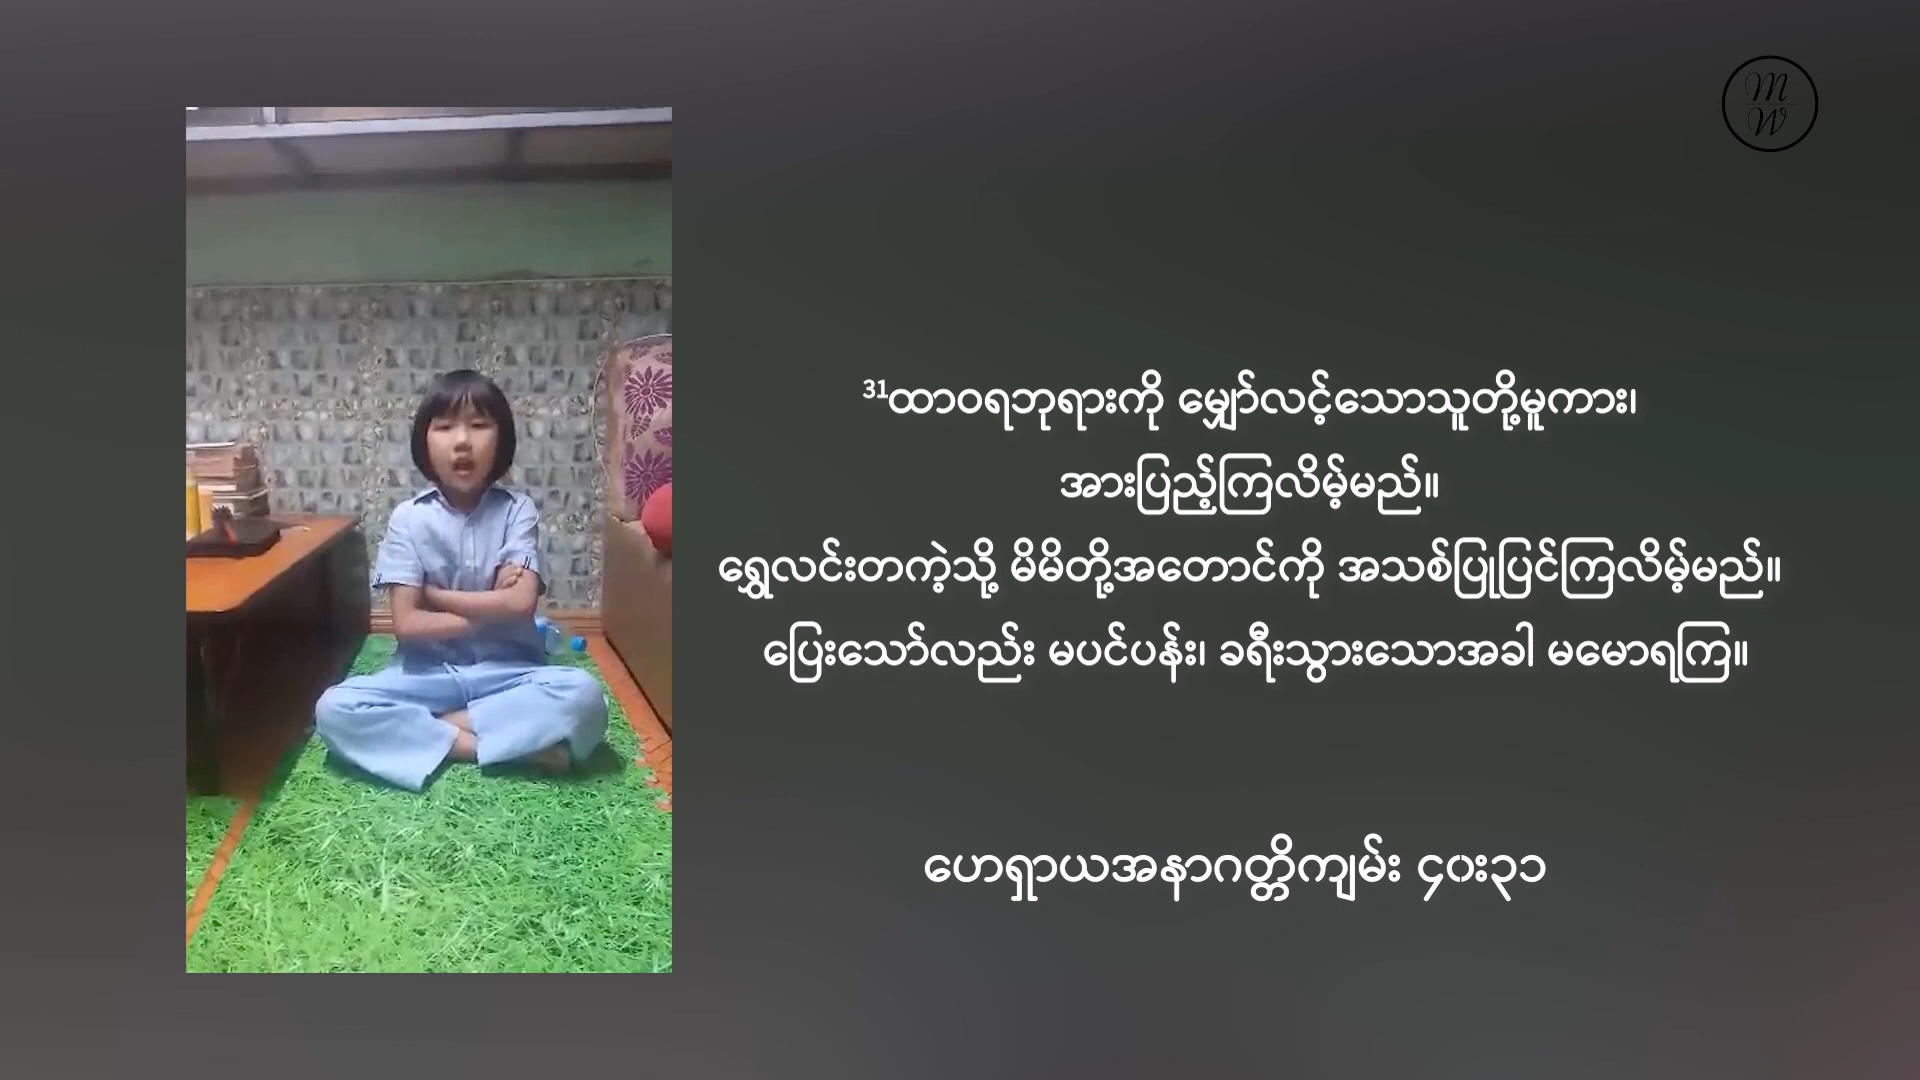 M
W
31ထာဝရဘုရားကို မျှော်လင့်သောသူတို့မူကား၊
အားပြည့်ကြလိမ့်မည်။
ရွှေလင်းတကဲ့သို့ မိမိတို့အတောင်ကို အသစ်ပြုပြင်ကြလိမ့်မည်။
ပြေးသော်လည်း မပင်ပန်း၊ ခရီးသွားသောအခါ မမောရကြ။
ဟေရှာယအနာဂတ္တိကျမ်း ၄၀း၃၁